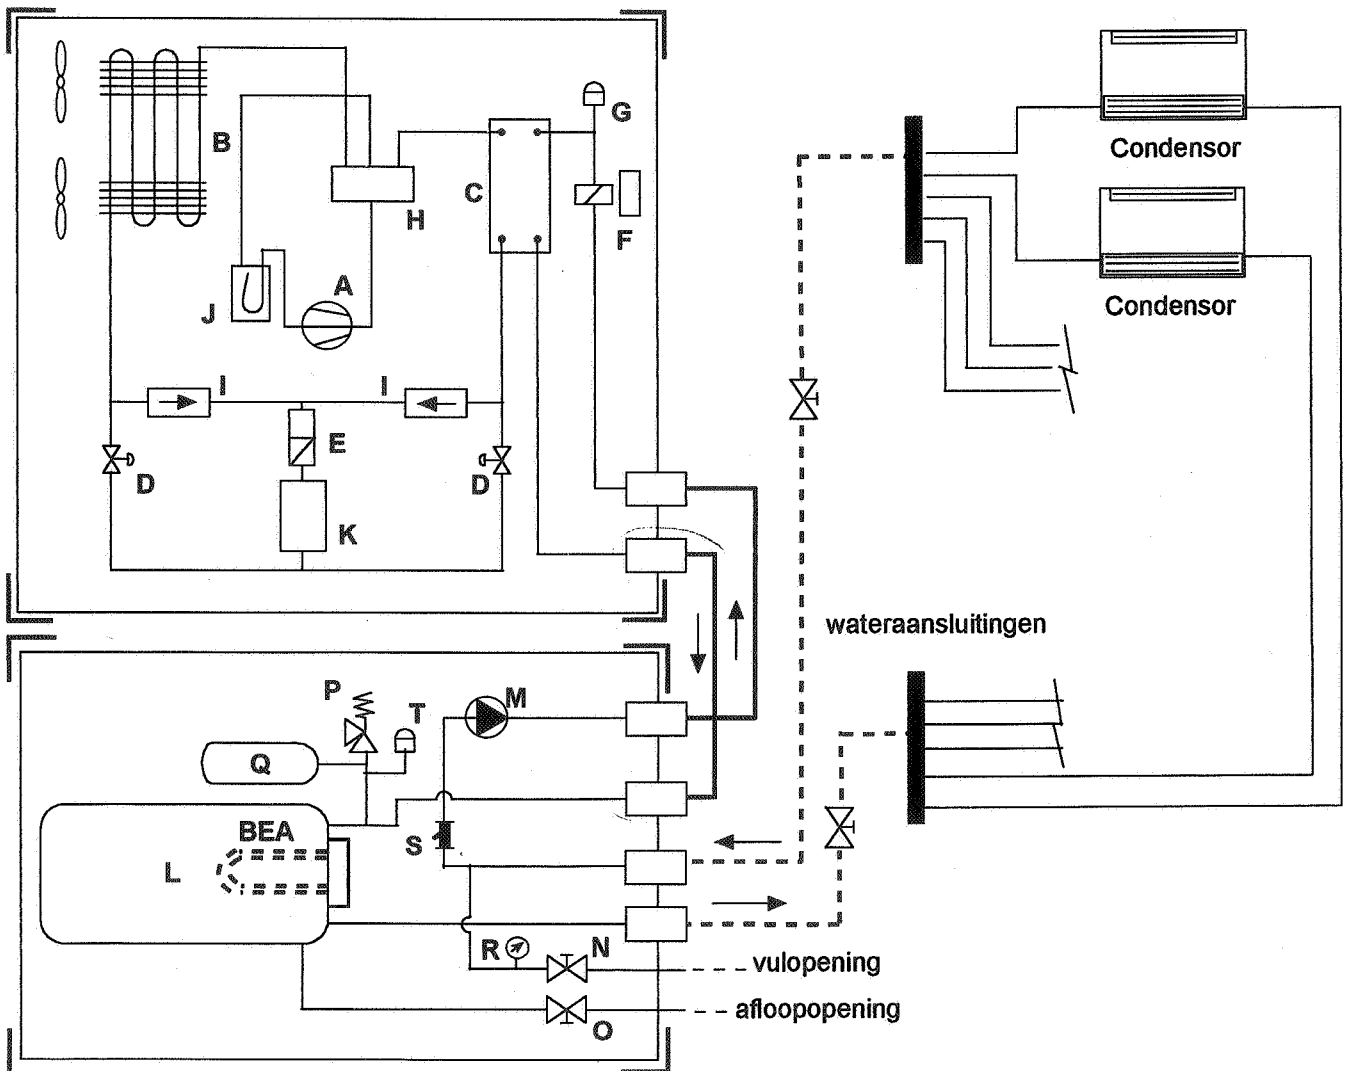 G
B
Condensor
C
H
F
A
J
Condensor
I
I
E
D
D
K
wateraansluitingen
P
T
M
Q
BEA
S
L
R
N
vulopening
afloopopening
O